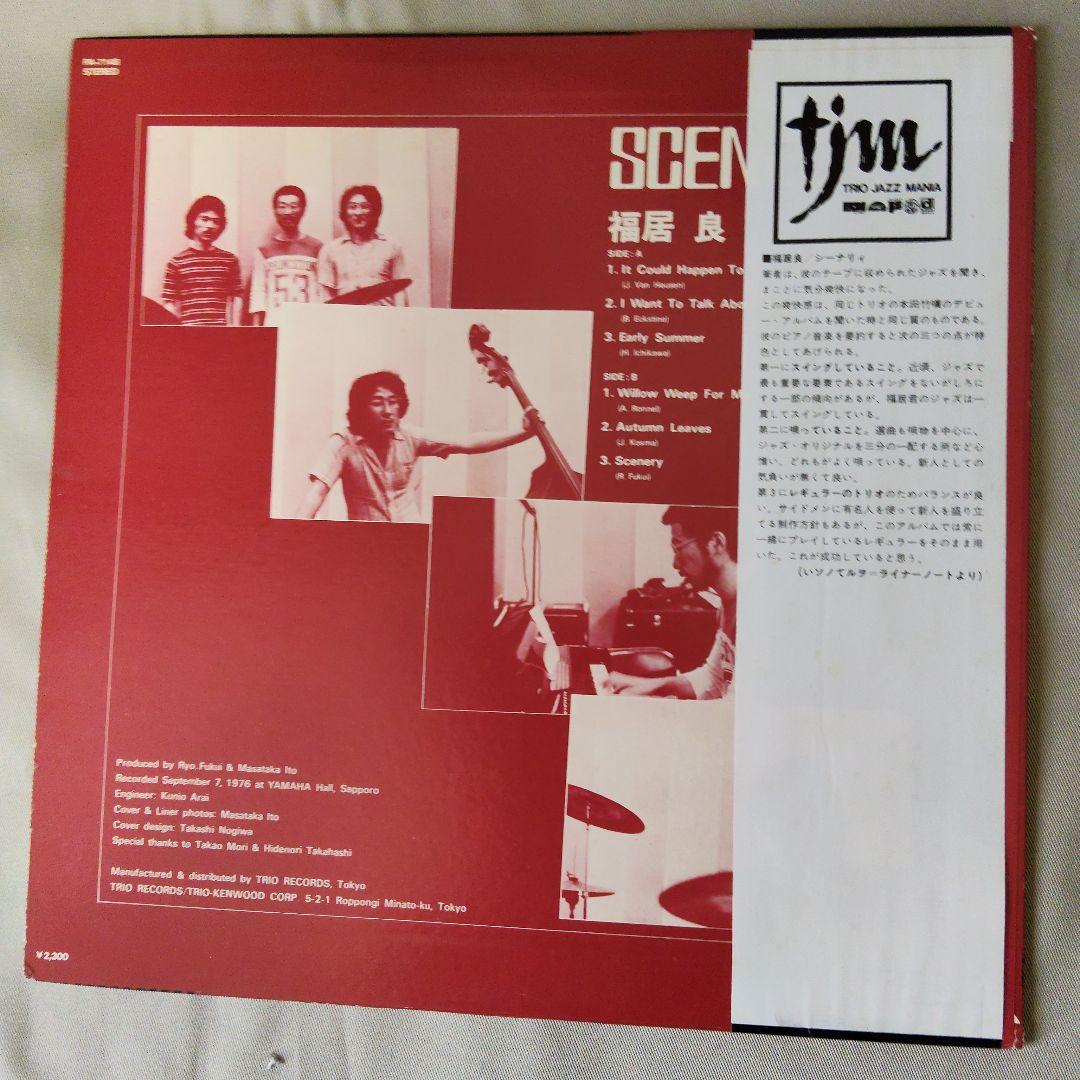 STEREO
SCEN
福居 良
SIDE: A
1. It Could Happen To
(J. Van Heusen)
2. I Want To Talk Abo
(B. Eckstine)
3. Early Summer
(H. Ichikawa)
SIDE: B
1. Willow Weep For M
(A. Ronnel)
2. Autumn Leaves
(J. Kosma)
3. Scenery
(R. Fukui)
53
Produced by Ryo Fukui & Masataka Ito
Recorded September 7, 1976 at YAMAHA Hall, Sapporo
Engineer: Kunio Arai
Cover & Liner photos: Masataka Ito
Cover design: Takashi Nogiwa
Special thanks to Takao Mori & Hidenori Takahashi
Manufactured & distributed by TRIO RECORDS, Tokyo
TRIO RECORDS/TRIO-KENWOOD CORP. 5-2-1 Roppongi Minato-ku, Tokyo
¥2,300
tjm
TRIO JAZZ MANIA
■福居良/シーナリィ
筆者は、彼のテープに収められたジャズを聞き、
まことに気分爽快になった。
この爽快感は、同じトリオの本田竹曠のデビュ
ー・アルバムを聞いた時と同じ質のものである。
彼のピアノ音楽を要約すると次の三つの点が特
色としてあげられる。
第一にスイングしていること。近頃、ジャズで
最も重要な要素であるスイングをないがしろに
する一部の傾向があるが、福居君のジャズは一
貫してスイングしている。
第二に唄っていること。選曲も唄物を中心に、
ジャズ・オリジナルを三分の一配する所など心
憎い。どれもがよく唄っている。新人としての
気負いが無くて良い。
第3にレギュラーのトリオのためバランスが良
い。サイドメンに有名人を使って新人を盛り立
てる制作方針もあるが、このアルバムでは常に
一緒にプレイしているレギュラーをそのまま用
いた。これが成功していると思う。
(いソノてルヲ=ライナーノートより)